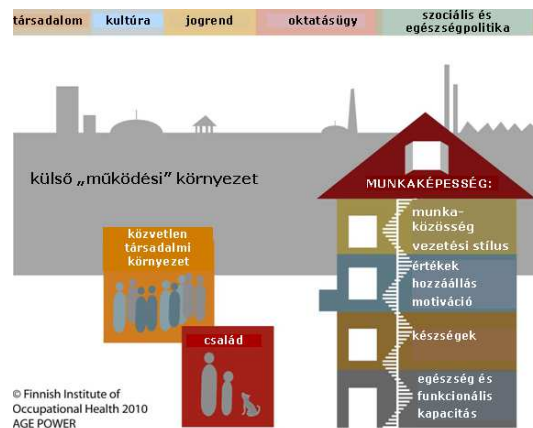 társadalom kultúra jogrend oktatásügy szociális és
egészségpolitika
külső „működési" környezet
MUNKAKÉPESSÉG:
munka-
közösség
vezetési stílus
értékek
hozzáállás
motiváció
készségek
egészség és
funkcionális
kapacitás
közvetlen
társadalmi
környezet
család
© Finnish Institute of
Occupational Health 2010
AGE POWER